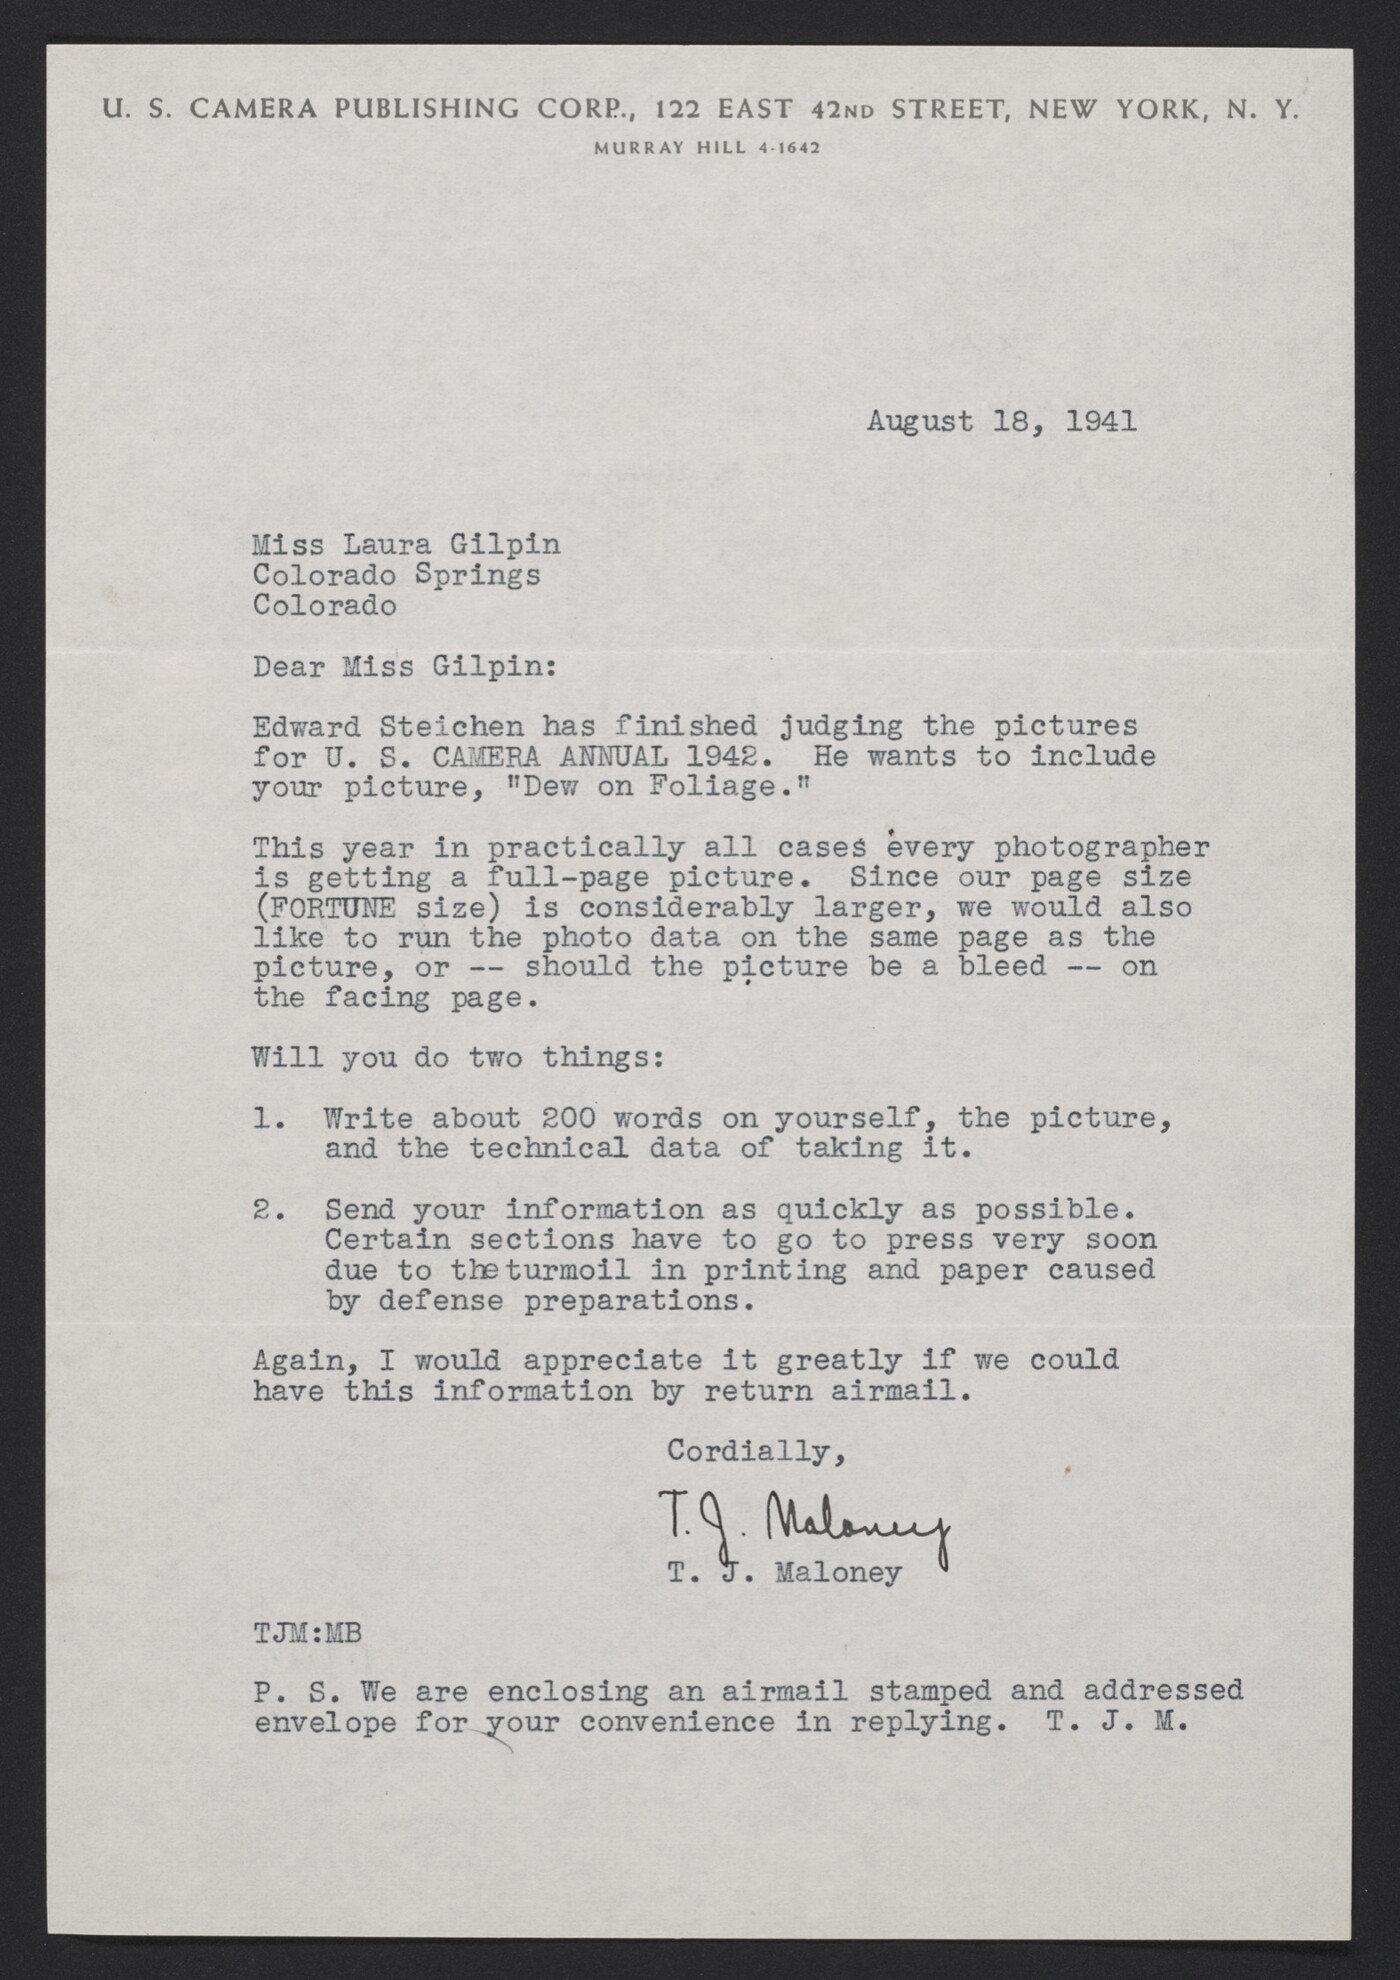 U. S. CAMERA PUBLISHING CORP., 122 EAST 42ND STREET, NEW YORK, N. Y.
MURRAY HILL 4-1642
August 18, 1941
Miss Laura Gilpin
Colorado Springs
Colorado
Dear Miss Gilpin:
Edward Steichen has finished judging the pictures
for U. S. CAMERA ANNUAL 1942.  He wants to include
your picture, "Dew on Foliage."
This year in practically all cases every photographer
is getting a full-page picture.  Since our page size
(FORTUNE size) is considerably larger, we would also
like to run the photo data on the same page as the
picture, or -- should the picture be a bleed -- on
the facing page.
Will you do two things:
1.  Write about 200 words on yourself, the picture,
and the technical data of taking it.
2.  Send your information as quickly as possible.
Certain sections have to go to press very soon
due to the turmoil in printing and paper caused
by defense preparations.
Again, I would appreciate it greatly if we could
have this information by return airmail.
Cordially,
T. J. Maloney
T. J. Maloney
TJM:MB
P. S. We are enclosing an airmail stamped and addressed
envelope for your convenience in replying.  T. J. M.